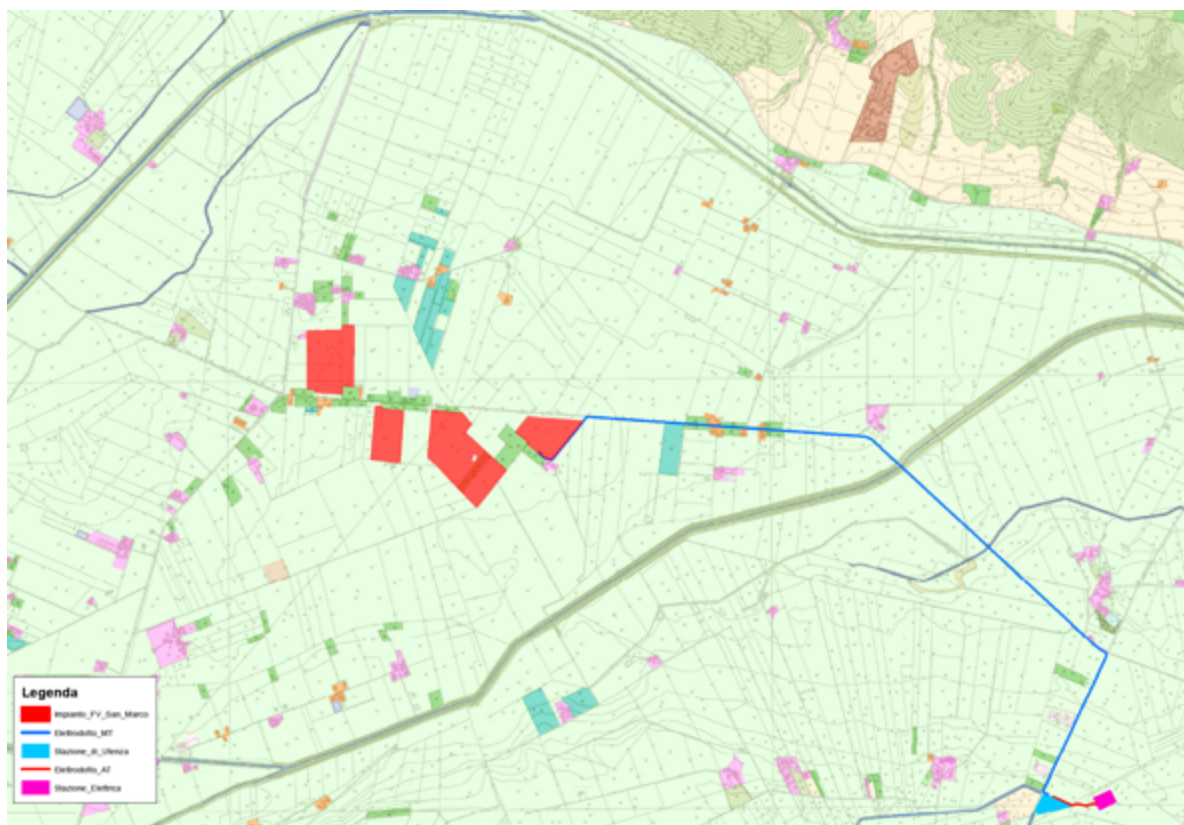 Legenda
Impianto_FV_San_Marco
Elettrodotto_MT
Stazione_di_Utenza
Elettrodotto_AT
Stazione_Elettrica